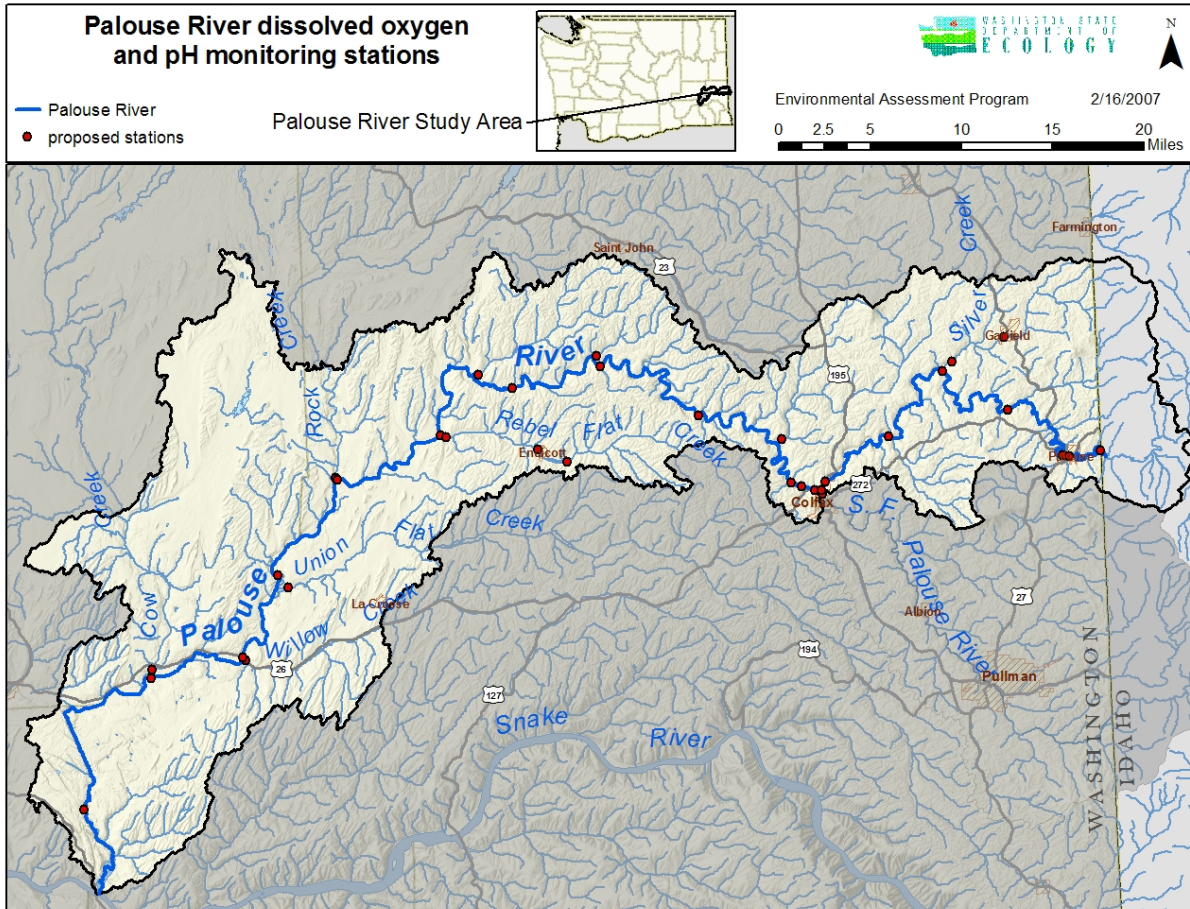 Palouse River dissolved oxygen
and pH monitoring stations
Palouse River
proposed stations
Palouse River Study Area
WASHINGTON STATE
DEPARTMENT OF
ECOLOGY
N
Environmental Assessment Program 2/16/2007
0 2.5 5 10 15 20
Miles
Creek
Farmington
Saint John
23
Creek
Silver
Garfield
River
195
Rock
Rebel
Flat
Creek
Endicott
Palouse
Colfax
272
S. F.
Palouse River
Creek
Cow
Union
Flat
Creek
Palouse
La Crosse
Willow
Creek
26
Albion
27
194
Pullman
127
Snake
River
WASHINGTON
IDAHO